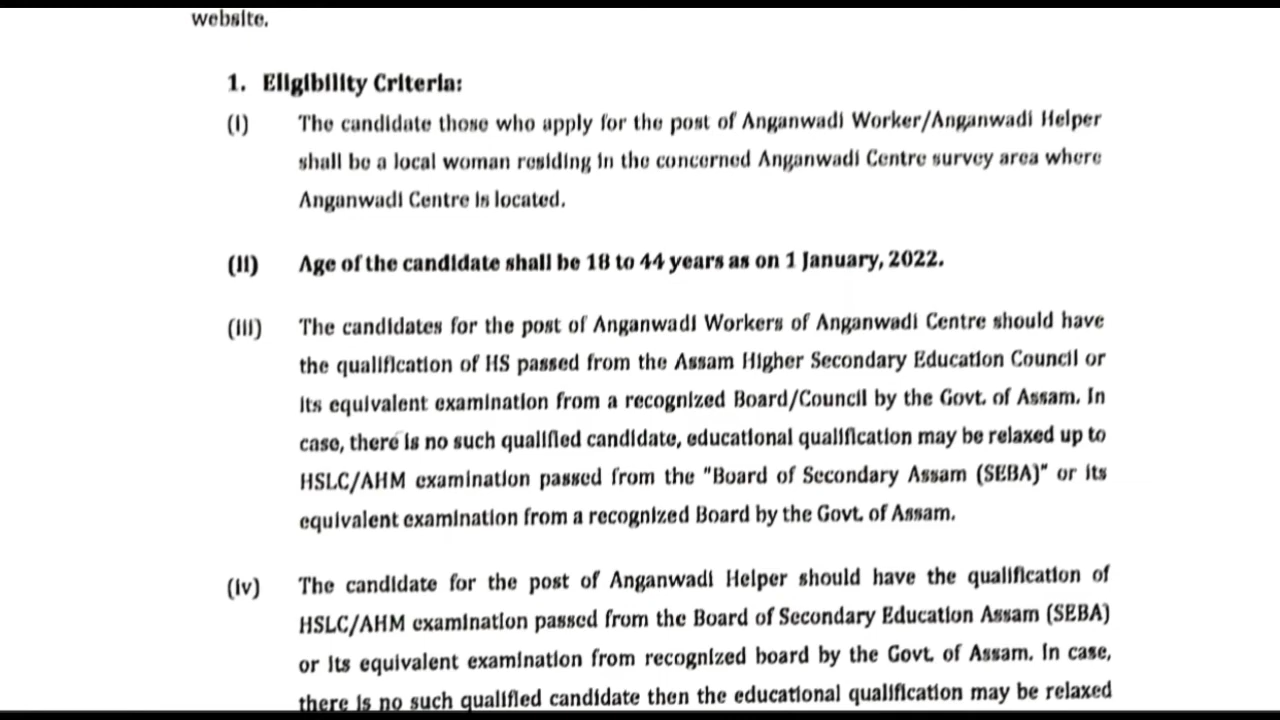 website.
1. Eligibility Criteria:
(i) The candidate those who apply for the post of Anganwadi Worker/Anganwadi Helper
shall be a local woman residing in the concerned Anganwadi Centre survey area where
Anganwadi Centre is located.
(ii) Age of the candidate shall be 18 to 44 years as on 1 January, 2022.
(iii) The candidates for the post of Anganwadi Workers of Anganwadi Centre should have
the qualification of HS passed from the Assam Higher Secondary Education Council or
its equivalent examination from a recognized Board/Council by the Govt. of Assam. In
case, there is no such qualified candidate, educational qualification may be relaxed up to
HSLC/AHM examination passed from the "Board of Secondary Assam (SEBA)" or its
equivalent examination from a recognized Board by the Govt. of Assam.
(iv) The candidate for the post of Anganwadi Helper should have the qualification of
HSLC/AHM examination passed from the Board of Secondary Education Assam (SEBA)
or its equivalent examination from recognized board by the Govt. of Assam. In case,
there is no such qualified candidate then the educational qualification may be relaxed